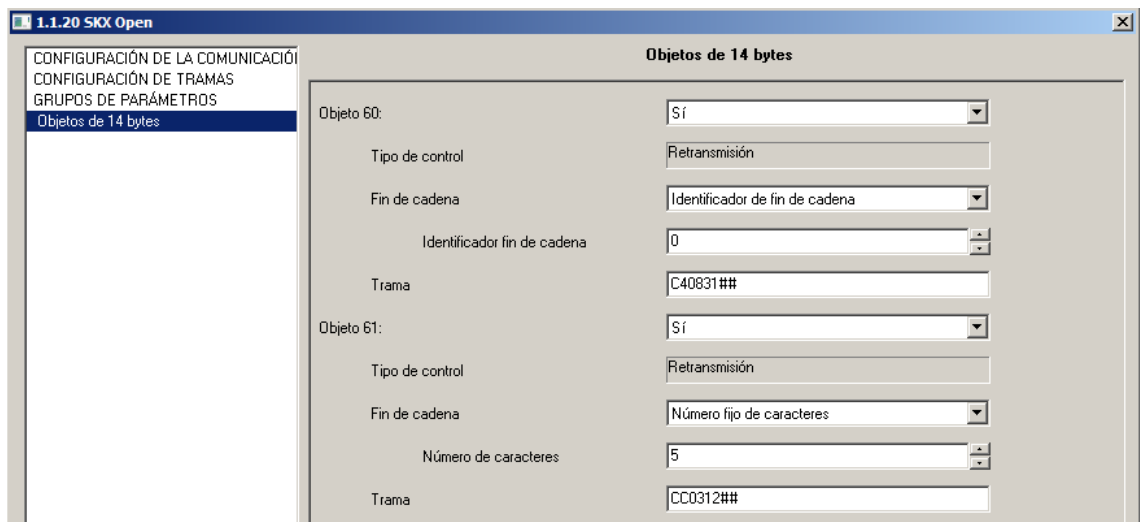 1.1.20 SKX Open
CONFIGURACIÓN DE LA COMUNICACIÓ
CONFIGURACIÓN DE TRAMAS
GRUPOS DE PARÁMETROS
Objetos de 14 bytes
Objetos de 14 bytes
Objeto 60: Sí
Tipo de control Retransmisión
Fin de cadena Identificador de fin de cadena
Identificador fin de cadena 0
Trama C40831##
Objeto 61: Sí
Tipo de control Retransmisión
Fin de cadena Número fijo de caracteres
Número de caracteres 5
Trama CC0312##